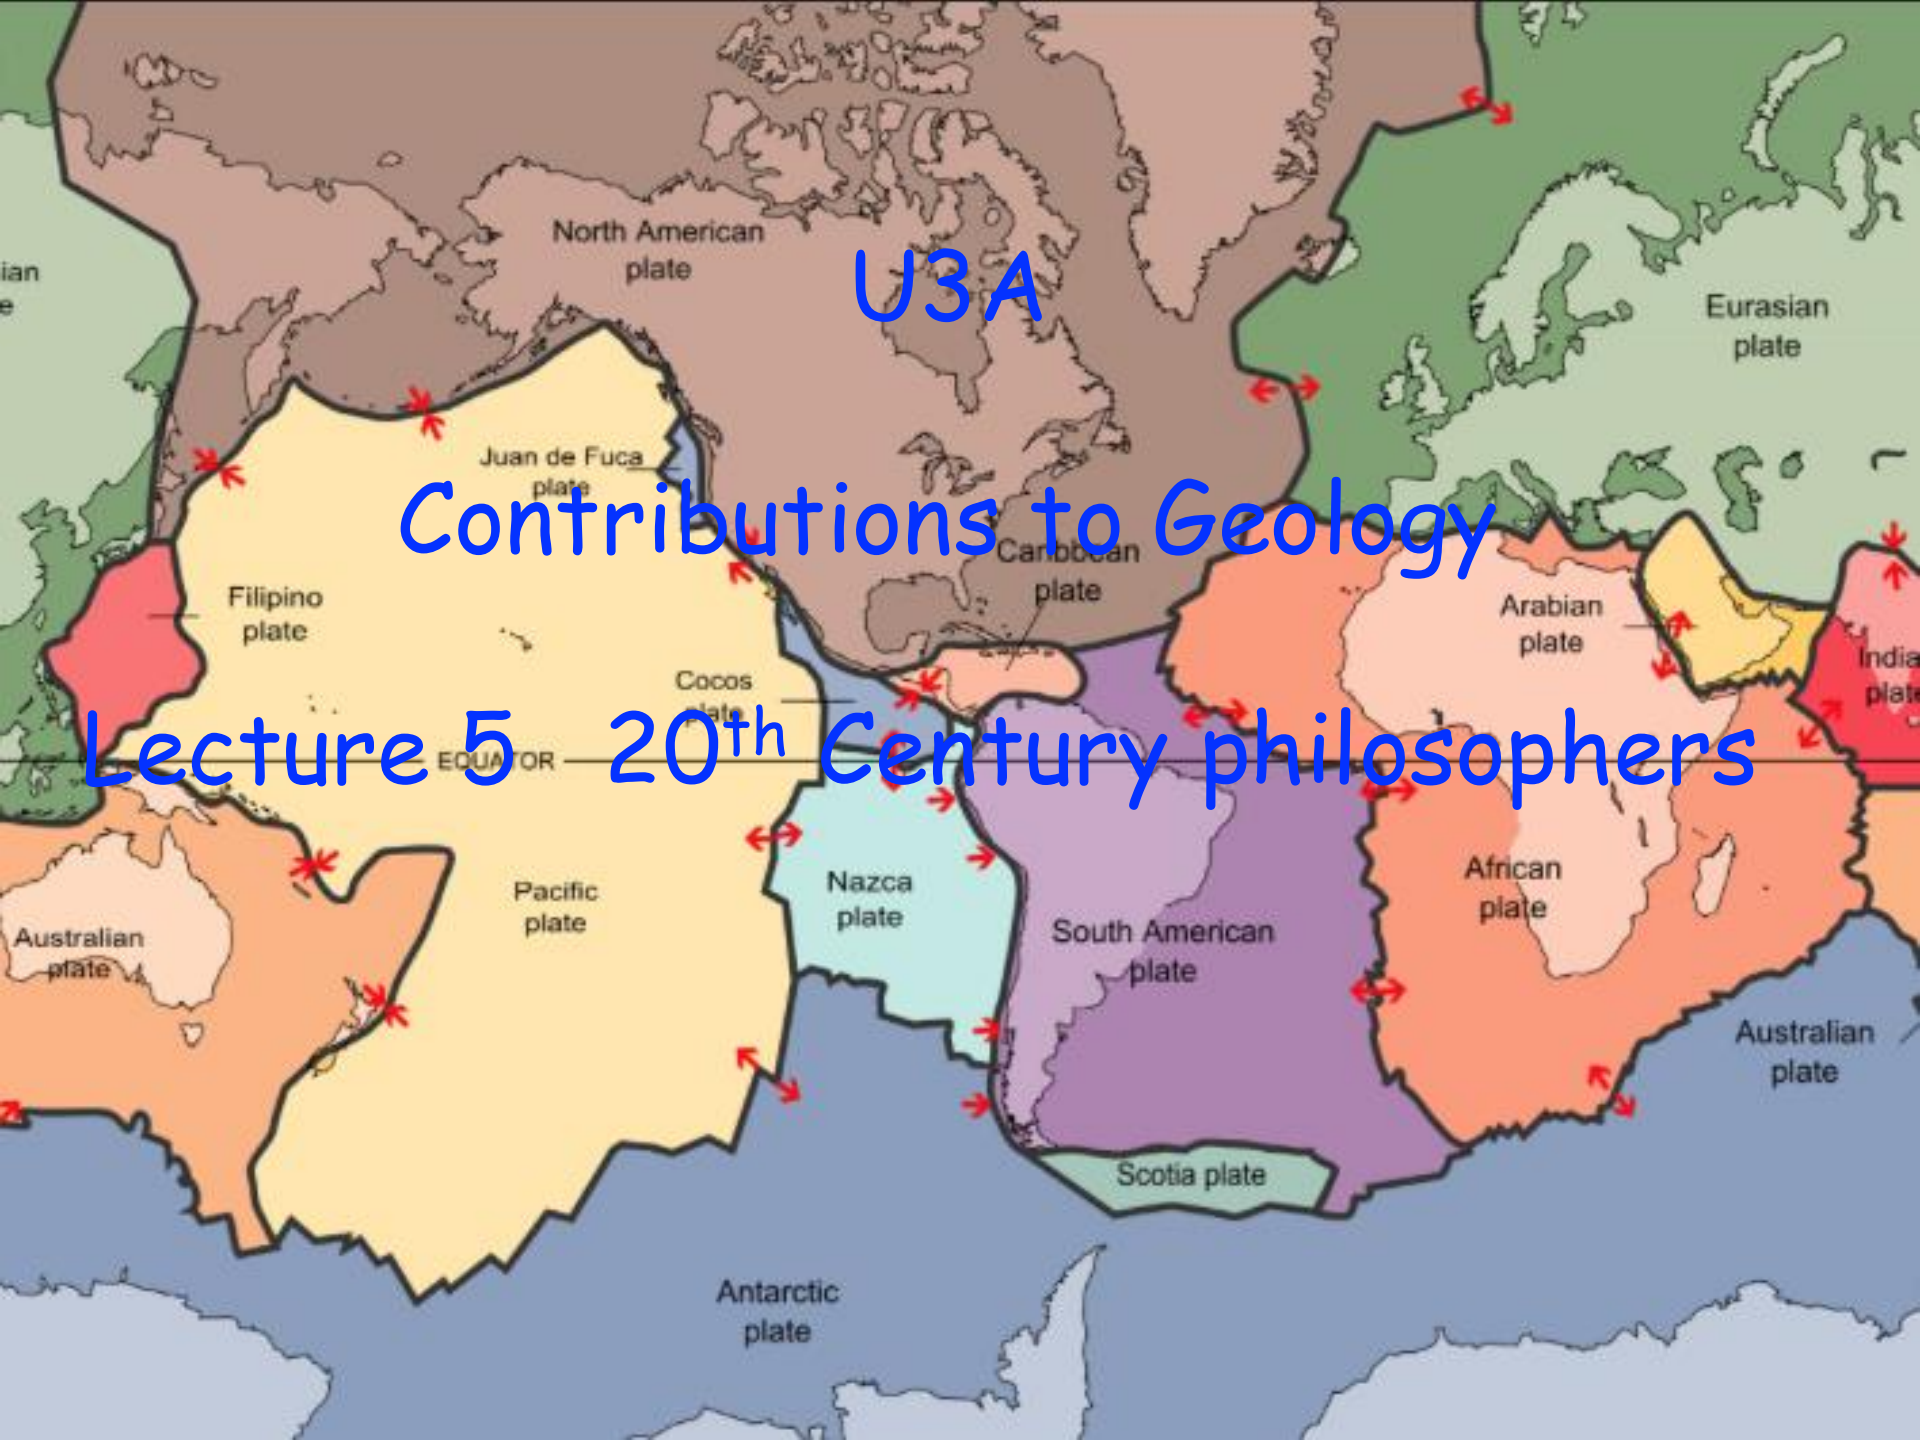 North American
plate
U3A
Eurasian
plate
Juan de Fuca
plate
Contributions to Geology
Caribbean
plate
Filipino
plate
Arabian
plate
India
plate
Cocos
plate
Lecture 5 20th Century philosophers
EQUATOR
Pacific
plate
Nazca
plate
African
plate
South American
plate
Australian
plate
Australian
plate
Scotia plate
Antarctic
plate